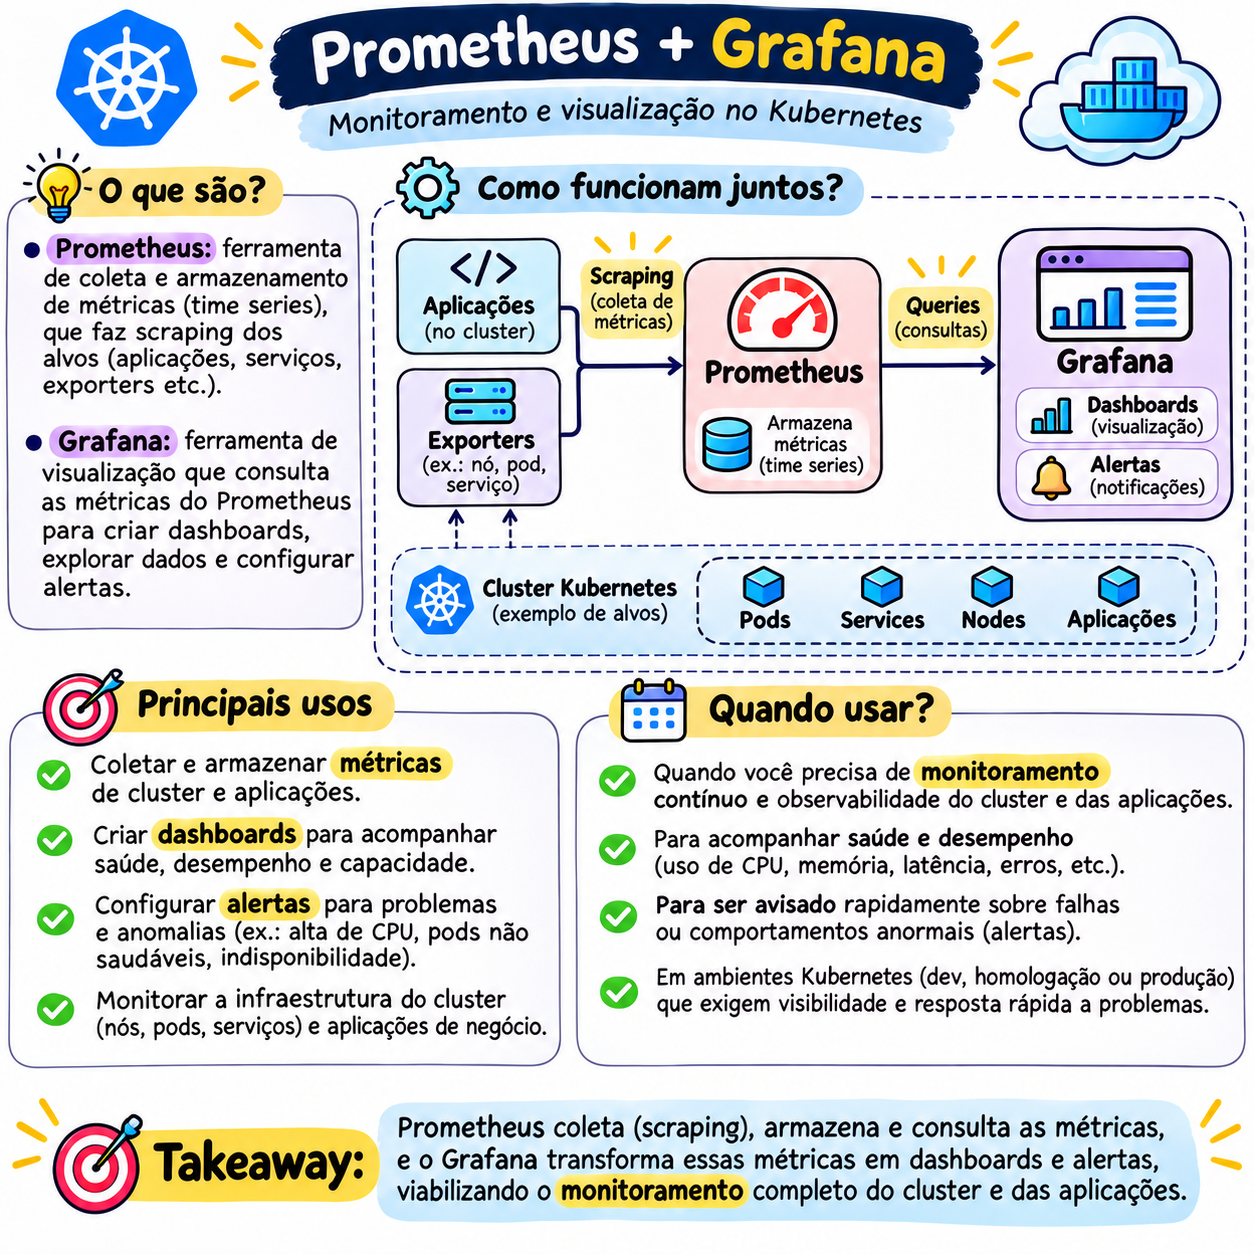 Prometheus + Grafana
Monitoramento e visualização no Kubernetes
O que são?
Prometheus: ferramenta
de coleta e armazenamento
de métricas (time series),
que faz scraping dos
alvos (aplicações, serviços,
exporters etc.).
Grafana: ferramenta de
visualização que consulta
as métricas do Prometheus
para criar dashboards,
explorar dados e configurar
alertas.
Como funcionam juntos?
</>
Aplicações
(no cluster)
Exporters
(ex.: nó, pod,
serviço)
Scraping
(coleta de
métricas)
Prometheus
Armazena
métricas
(time series)
Queries
(consultas)
Grafana
Dashboards
(visualização)
Alertas
(notificações)
Cluster Kubernetes
(exemplo de alvos)
Pods
Services
Nodes
Aplicações
Principais usos
Coletar e armazenar métricas
de cluster e aplicações.
Criar dashboards para acompanhar
saúde, desempenho e capacidade.
Configurar alertas para problemas
e anomalias (ex.: alta de CPU, pods não
saudáveis, indisponibilidade).
Monitorar a infraestrutura do cluster
(nós, pods, serviços) e aplicações de negócio.
Quando usar?
Quando você precisa de monitoramento
contínuo e observabilidade do cluster e das aplicações.
Para acompanhar saúde e desempenho
(uso de CPU, memória, latência, erros, etc.).
Para ser avisado rapidamente sobre falhas
ou comportamentos anormais (alertas).
Em ambientes Kubernetes (dev, homologação ou produção)
que exigem visibilidade e resposta rápida a problemas.
Takeaway:
Prometheus coleta (scraping), armazena e consulta as métricas,
e o Grafana transforma essas métricas em dashboards e alertas,
viabilizando o monitoramento completo do cluster e das aplicações.